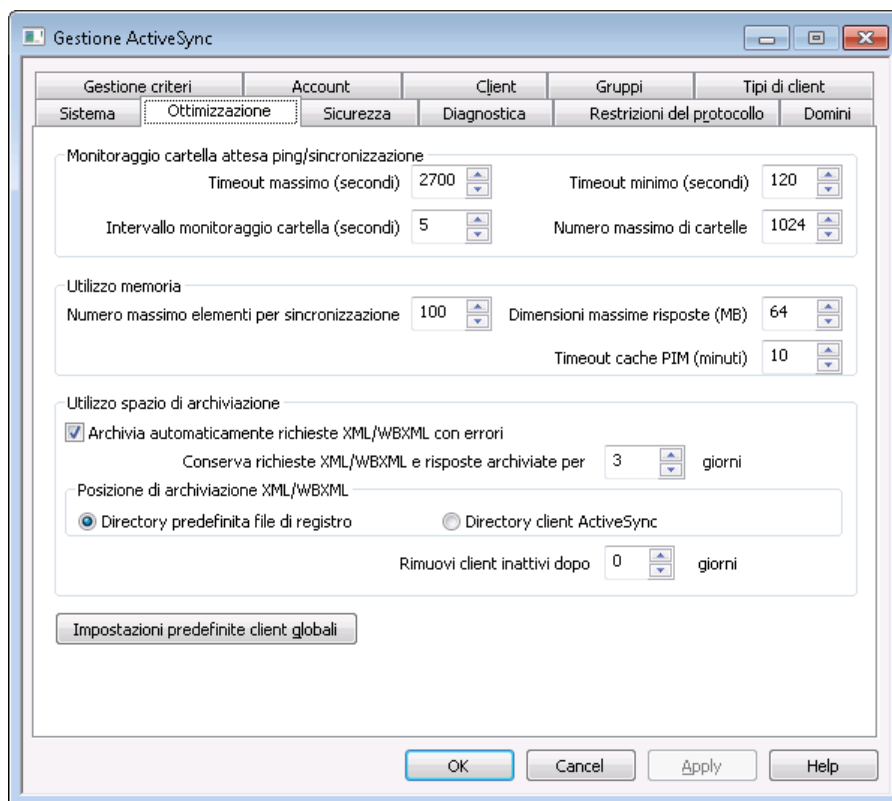 Gestione ActiveSync
Gestione criteri Account Client Gruppi Tipi di client
Sistema Ottimizzazione Sicurezza Diagnostica Restrizioni del protocollo Domini
Monitoraggio cartella attesa ping/sincronizzazione
Timeout massimo (secondi) 2700 Timeout minimo (secondi) 120
Intervallo monitoraggio cartella (secondi) 5 Numero massimo di cartelle 1024
Utilizzo memoria
Numero massimo elementi per sincronizzazione 100 Dimensioni massime risposte (MB) 64
Timeout cache PIM (minuti) 10
Utilizzo spazio di archiviazione
Archivia automaticamente richieste XML/WBXML con errori
Conserva richieste XML/WBXML e risposte archiviate per 3 giorni
Posizione di archiviazione XML/WBXML
Directory predefinita file di registro Directory client ActiveSync
Rimuovi client inattivi dopo 0 giorni
Impostazioni predefinite client globali
OK Cancel Apply Help